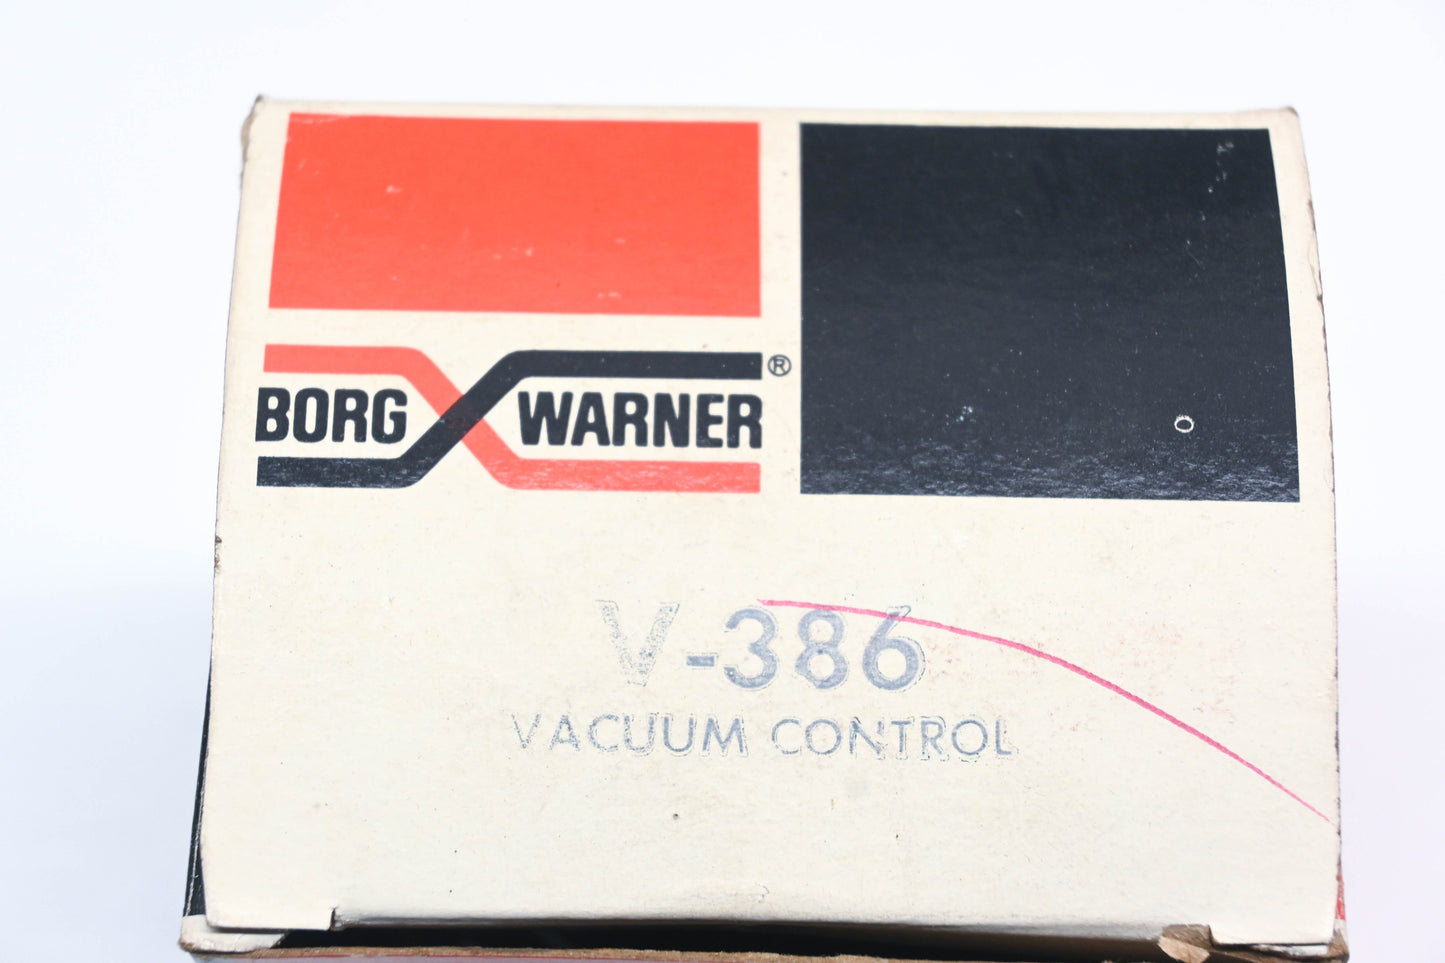 BORG WARNER ®
V-386
VACUUM CONTROL